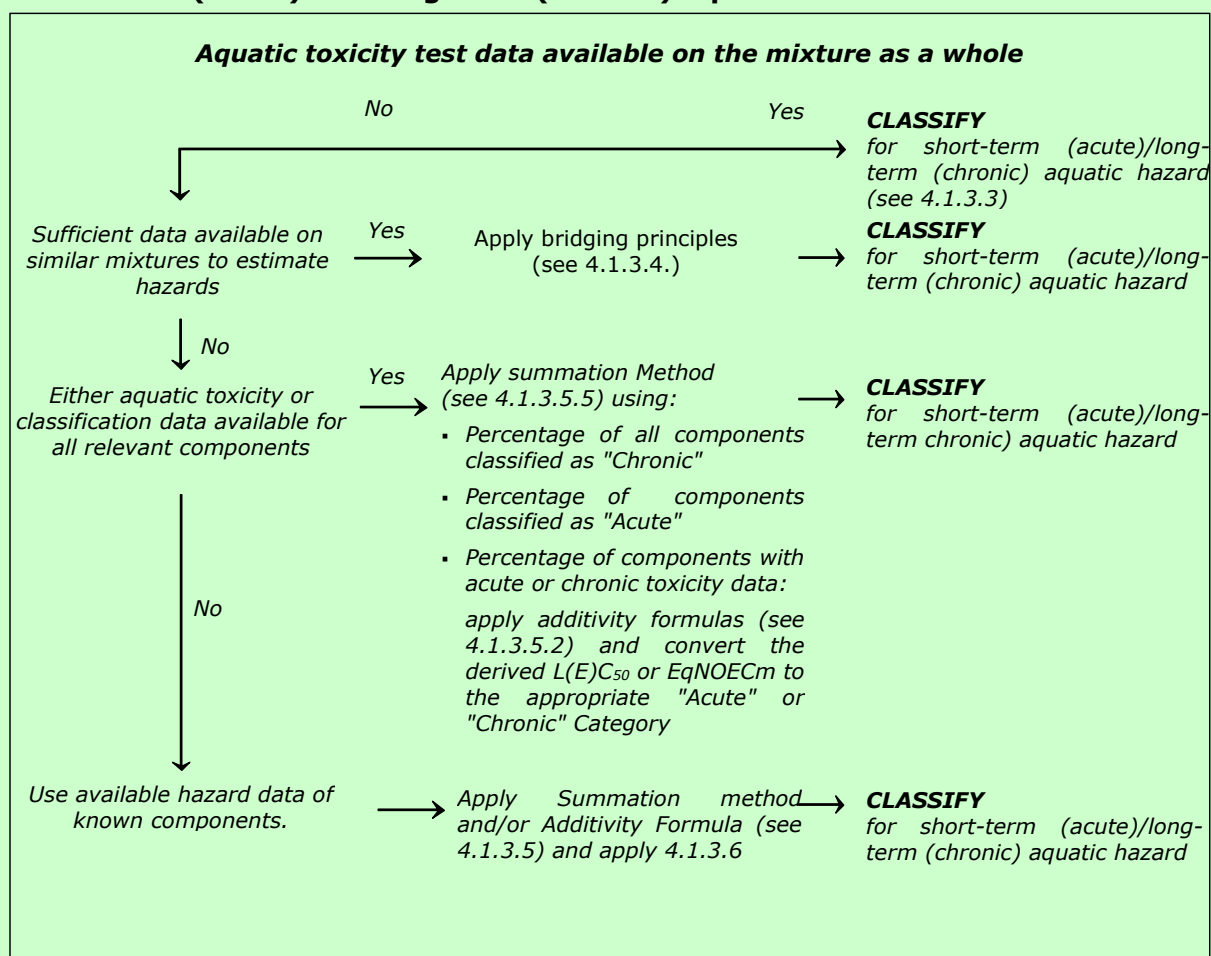 Aquatic toxicity test data available on the mixture as a whole
No
Yes
CLASSIFY
for short-term (acute)/long-
term (chronic) aquatic hazard
(see 4.1.3.3)
Sufficient data available on
similar mixtures to estimate
hazards
Yes
Apply bridging principles
(see 4.1.3.4.)
CLASSIFY
for short-term (acute)/long-
term (chronic) aquatic hazard
No
Either aquatic toxicity or
classification data available for
all relevant components
Yes
Apply summation Method
(see 4.1.3.5.5) using:
▪ Percentage of all components
classified as "Chronic"
▪ Percentage of components
classified as "Acute"
▪ Percentage of components with
acute or chronic toxicity data:
apply additivity formulas (see
4.1.3.5.2) and convert the
derived L(E)C50 or EqNOECm to
the appropriate "Acute" or
"Chronic" Category
CLASSIFY
for short-term (acute)/long-
term chronic) aquatic hazard
No
Use available hazard data of
known components.
Apply Summation method
and/or Additivity Formula (see
4.1.3.5) and apply 4.1.3.6
CLASSIFY
for short-term (acute)/long-
term (chronic) aquatic hazard